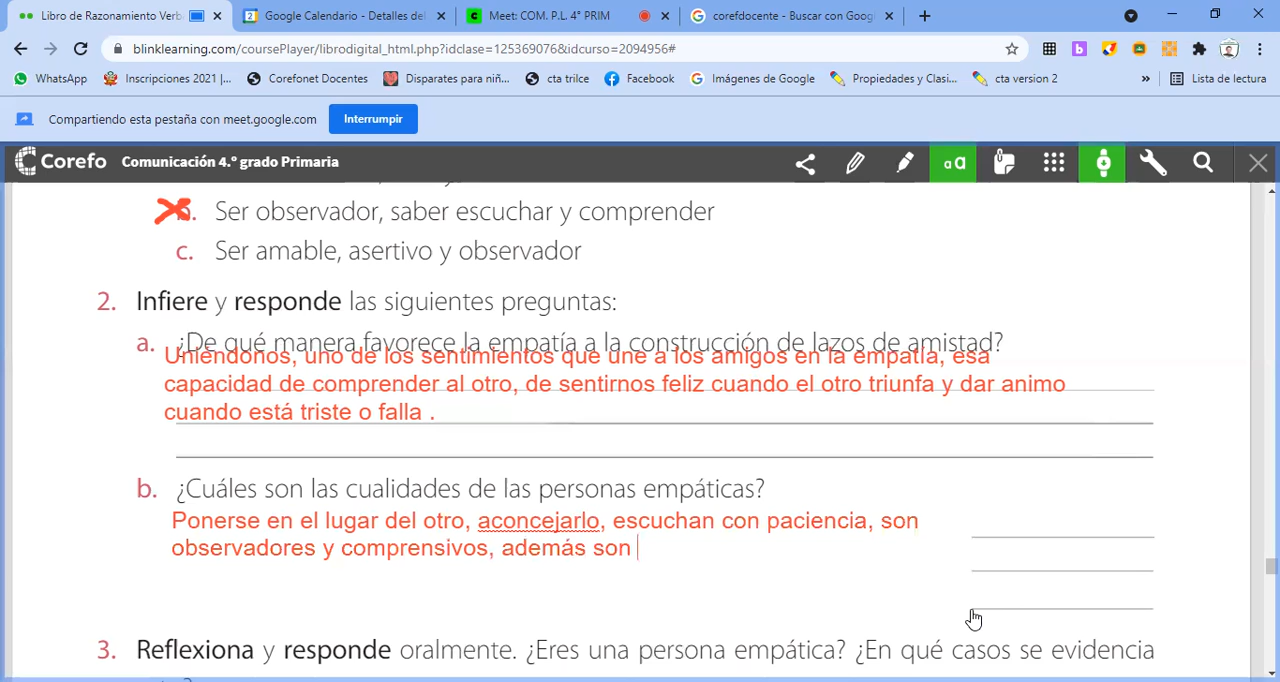 Libro de Razonamiento Verba
Google Calendario - Detalles del
Meet: COM. P.L. 4° PRIM
corefdocente - Buscar con Goog
blinklearning.com/coursePlayer/librodigital_html.php?idclase=125369076&idcurso=2094956#
WhatsApp
Inscripciones 2021 |...
Corefonet Docentes
Disparates para niñ...
cta trilce
Facebook
Imágenes de Google
Propiedades y Clasi...
cta version 2
»
Lista de lectura
Compartiendo esta pestaña con meet.google.com
Interrumpir
Corefo
Comunicación 4.° grado Primaria
aA
Ser observador, saber escuchar y comprender
c. Ser amable, asertivo y observador
2. Infiere y responde las siguientes preguntas:
a. ¿De qué manera favorece la empatía a la construcción de lazos de amistad?
Uniéndonos, uno de los sentimientos que une a los amigos en la empatía, esa
capacidad de comprender al otro, de sentirnos feliz cuando el otro triunfa y dar animo
cuando está triste o falla .
b. ¿Cuáles son las cualidades de las personas empáticas?
Ponerse en el lugar del otro, aconcejarlo, escuchan con paciencia, son
observadores y comprensivos, además son
3. Reflexiona y responde oralmente. ¿Eres una persona empática? ¿En qué casos se evidencia